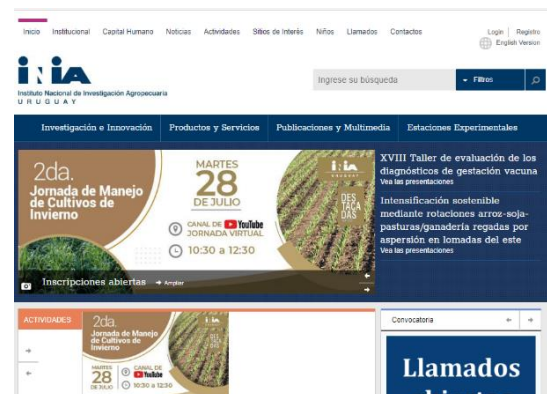 Inicio Institucional Capital Humano Noticias Actividades Sitios de Interés Niños Llamados Contactos
Login Registro
English Version
inia
Instituto Nacional de Investigación Agropecuaria
URUGUAY
Ingrese su búsqueda
Filtros
Investigación e Innovación Productos y Servicios Publicaciones y Multimedia Estaciones Experimentales
2da.
Jornada de Manejo
de Cultivos de
Invierno
MARTES
28
DE JULIO
CANAL DE YouTube
JORNADA VIRTUAL
10:30 a 12:30
inia
URUGUAY
DES
TACA
DAS
Inscripciones abiertas Ampliar
XVIII Taller de evaluación de los
diagnósticos de gestación vacuna
Vea las presentaciones
Intensificación sostenible
mediante rotaciones arroz-soja-
pasturas/ganadería regadas por
aspersión en lomadas del este
Vea las presentaciones
ACTIVIDADES
2da.
Jornada de Manejo
de Cultivos de
Invierno
MARTES
28
DE JULIO
CANAL DE
YouTube
10:30 a 12:30
inia
Convocatoria
Llamados